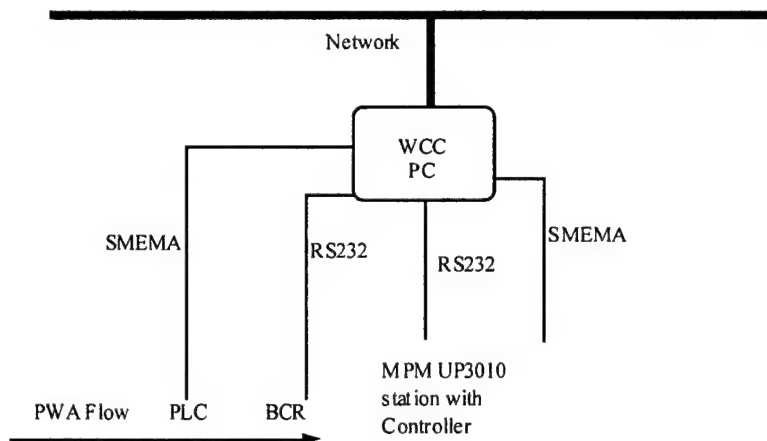 Network
WCC
PC
SMEMA
RS232
RS232
SMEMA
MPM UP3010
station with
Controller
PWA Flow
PLC
BCR